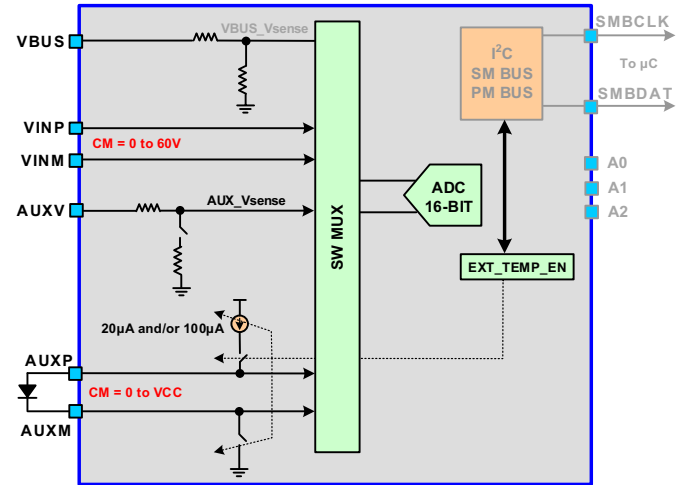 SMBCLK
VBUS
VBUS_Vsense
I²C
SM BUS
PM BUS
To µC
SMBDAT
VINP
CM = 0 to 60V
VINM
A0
ADC
16-BIT
A1
AUXV
AUX_Vsense
A2
SW MUX
EXT_TEMP_EN
20µA and/or 100µA
AUXP
CM = 0 to VCC
AUXM